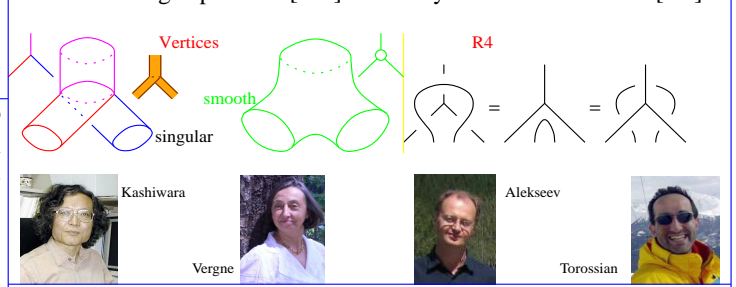 Vertices
R4
smooth
=
=
singular
Kashiwara
Alekseev
Vergne
Torossian